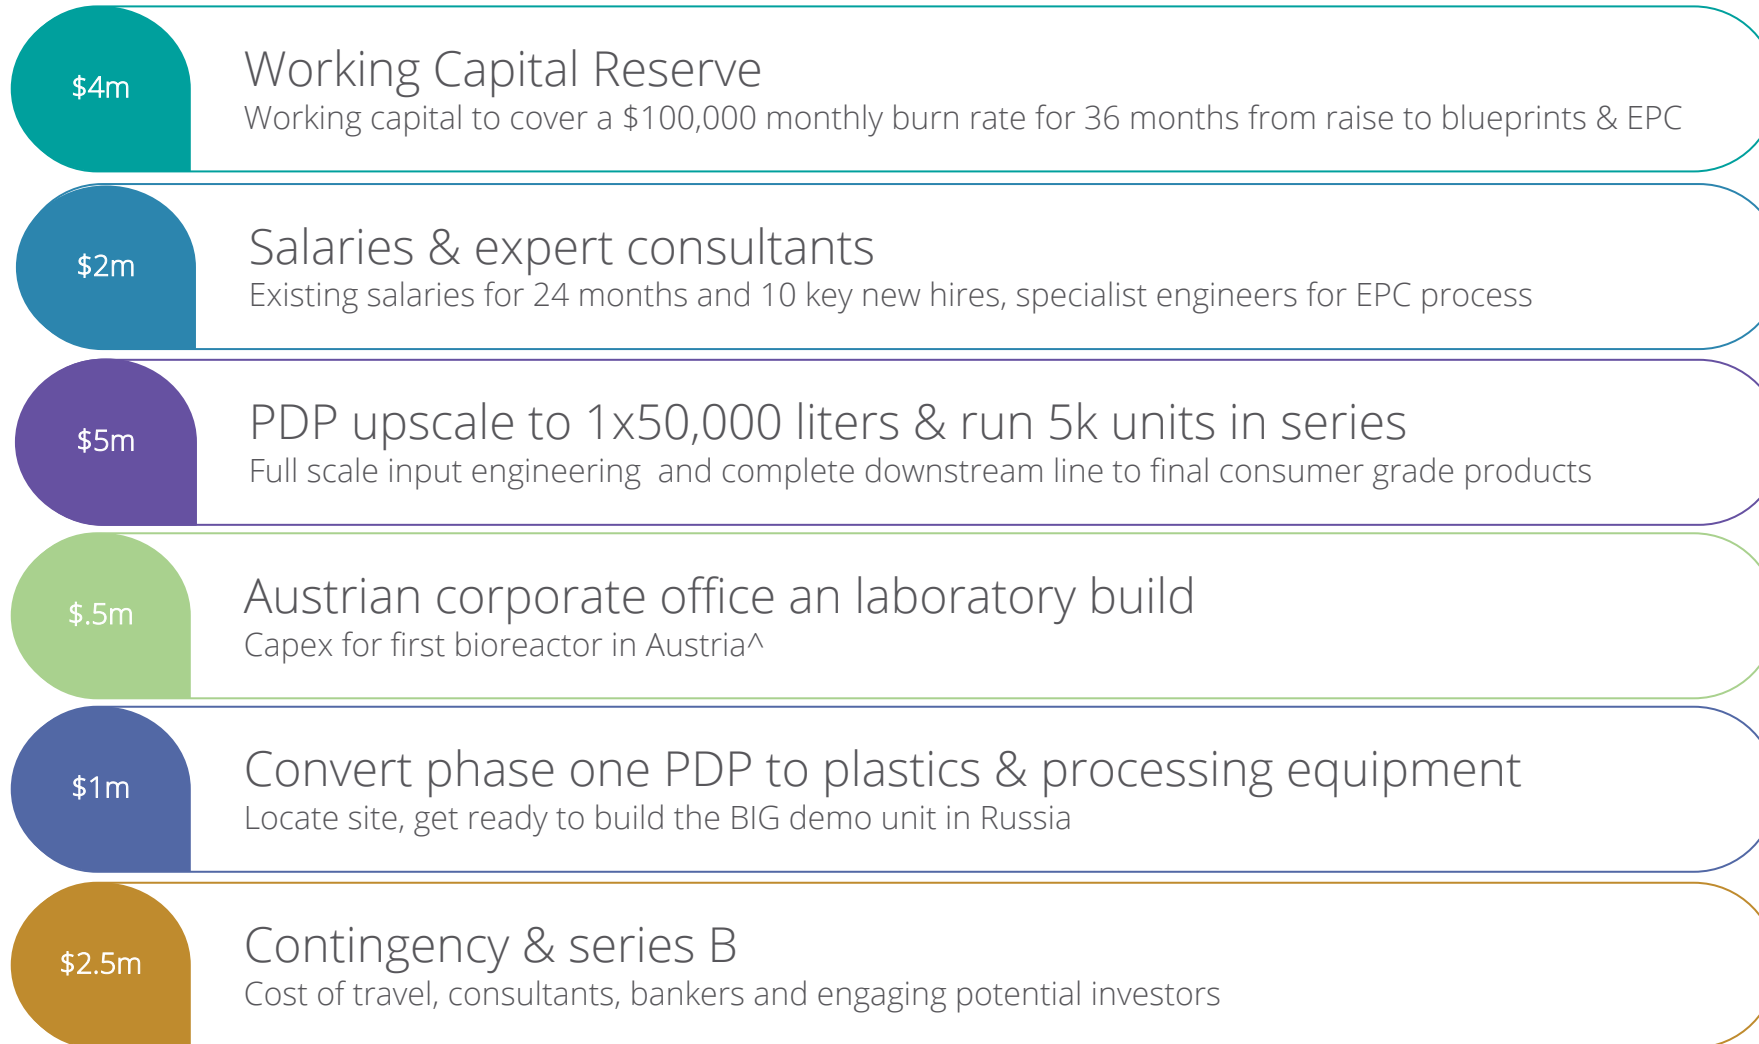 $4m
Working Capital Reserve
Working capital to cover a $100,000 monthly burn rate for 36 months from raise to blueprints & EPC
$2m
Salaries & expert consultants
Existing salaries for 24 months and 10 key new hires, specialist engineers for EPC process
$5m
PDP upscale to 1x50,000 liters & run 5k units in series
Full scale input engineering  and complete downstream line to final consumer grade products
$.5m
Austrian corporate office an laboratory build
Capex for first bioreactor in Austria^
$1m
Convert phase one PDP to plastics & processing equipment
Locate site, get ready to build the BIG demo unit in Russia
$2.5m
Contingency & series B
Cost of travel, consultants, bankers and engaging potential investors